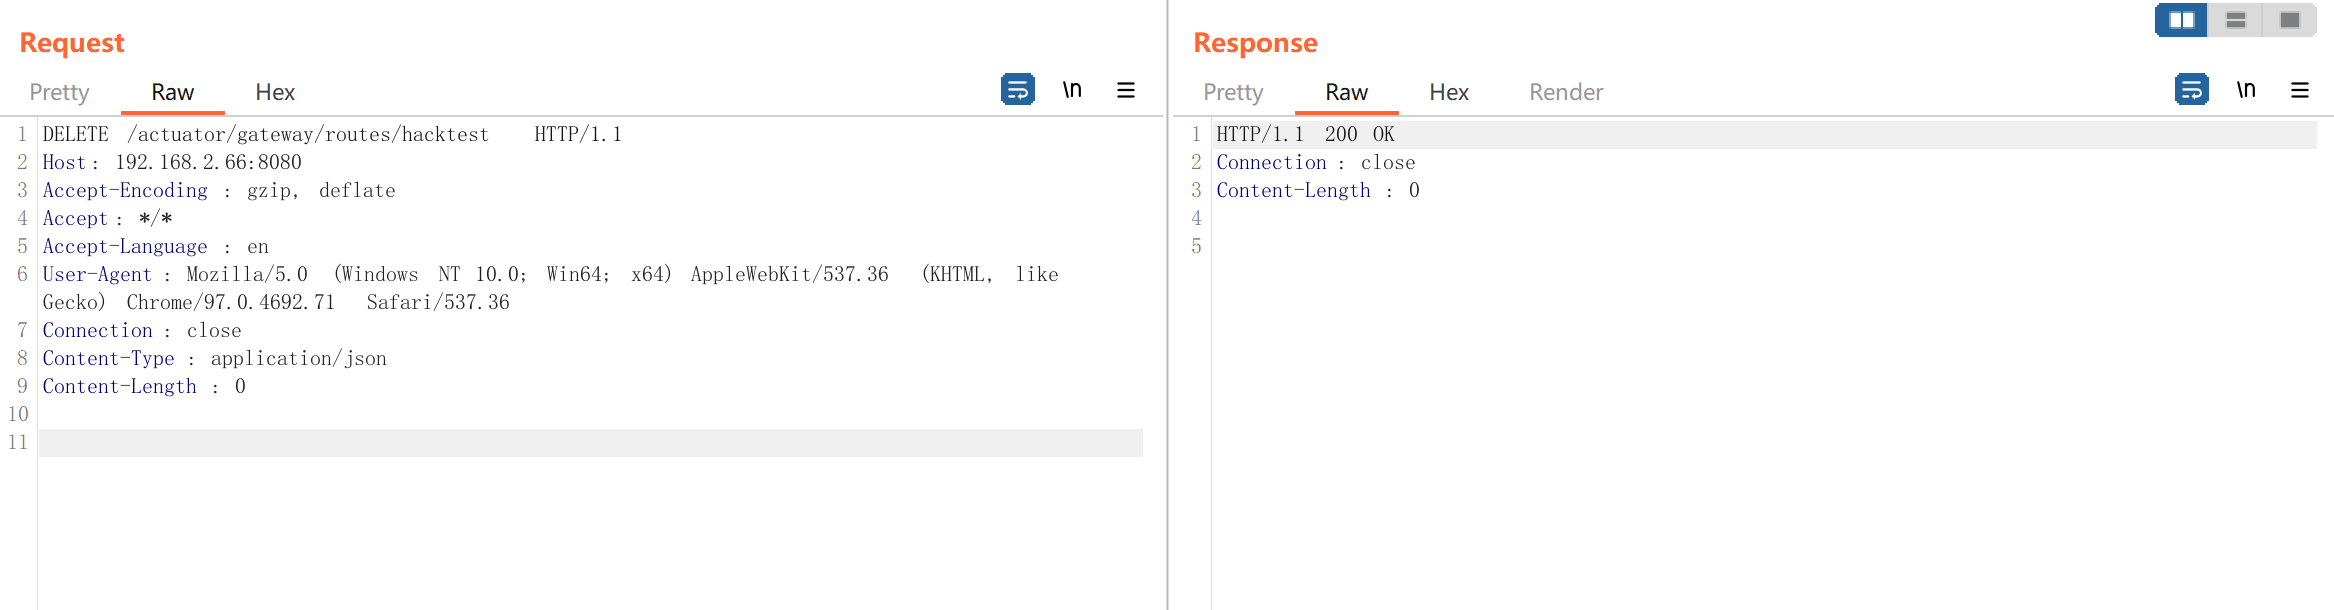 Request
Pretty Raw Hex \n
1 DELETE /actuator/gateway/routes/hacktest HTTP/1.1
2 Host: 192.168.2.66:8080
3 Accept-Encoding : gzip, deflate
4 Accept: */*
5 Accept-Language : en
6 User-Agent : Mozilla/5.0 (Windows NT 10.0; Win64; x64) AppleWebKit/537.36 (KHTML, like
Gecko) Chrome/97.0.4692.71 Safari/537.36
7 Connection : close
8 Content-Type : application/json
9 Content-Length : 0
10
11
Response
Pretty Raw Hex Render \n
1 HTTP/1.1 200 OK
2 Connection : close
3 Content-Length : 0
4
5